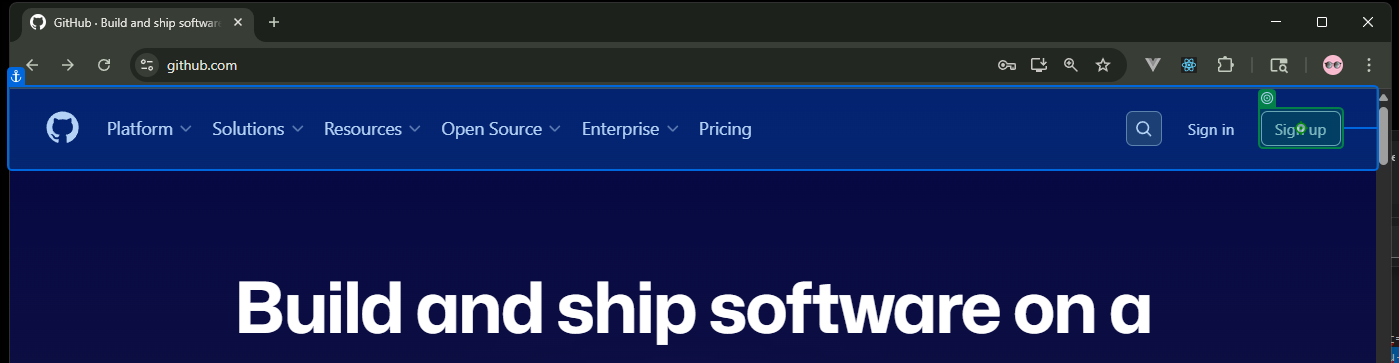 GitHub · Build and ship softwar
github.com
Platform Solutions Resources Open Source Enterprise Pricing Sign in Sign up
Build and ship software on a